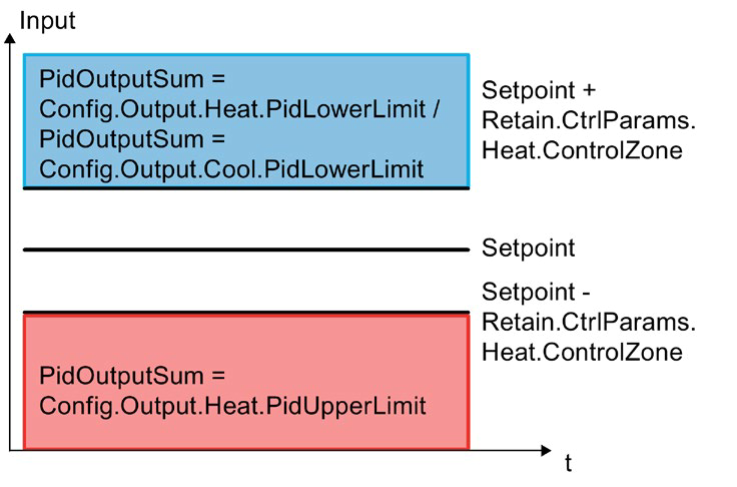 Input
PidOutputSum =
Config.Output.Heat.PidLowerLimit /
PidOutputSum =
Config.Output.Cool.PidLowerLimit
Setpoint +
Retain.CtrlParams.
Heat.ControlZone
Setpoint
Setpoint -
Retain.CtrlParams.
Heat.ControlZone
PidOutputSum =
Config.Output.Heat.PidUpperLimit
t